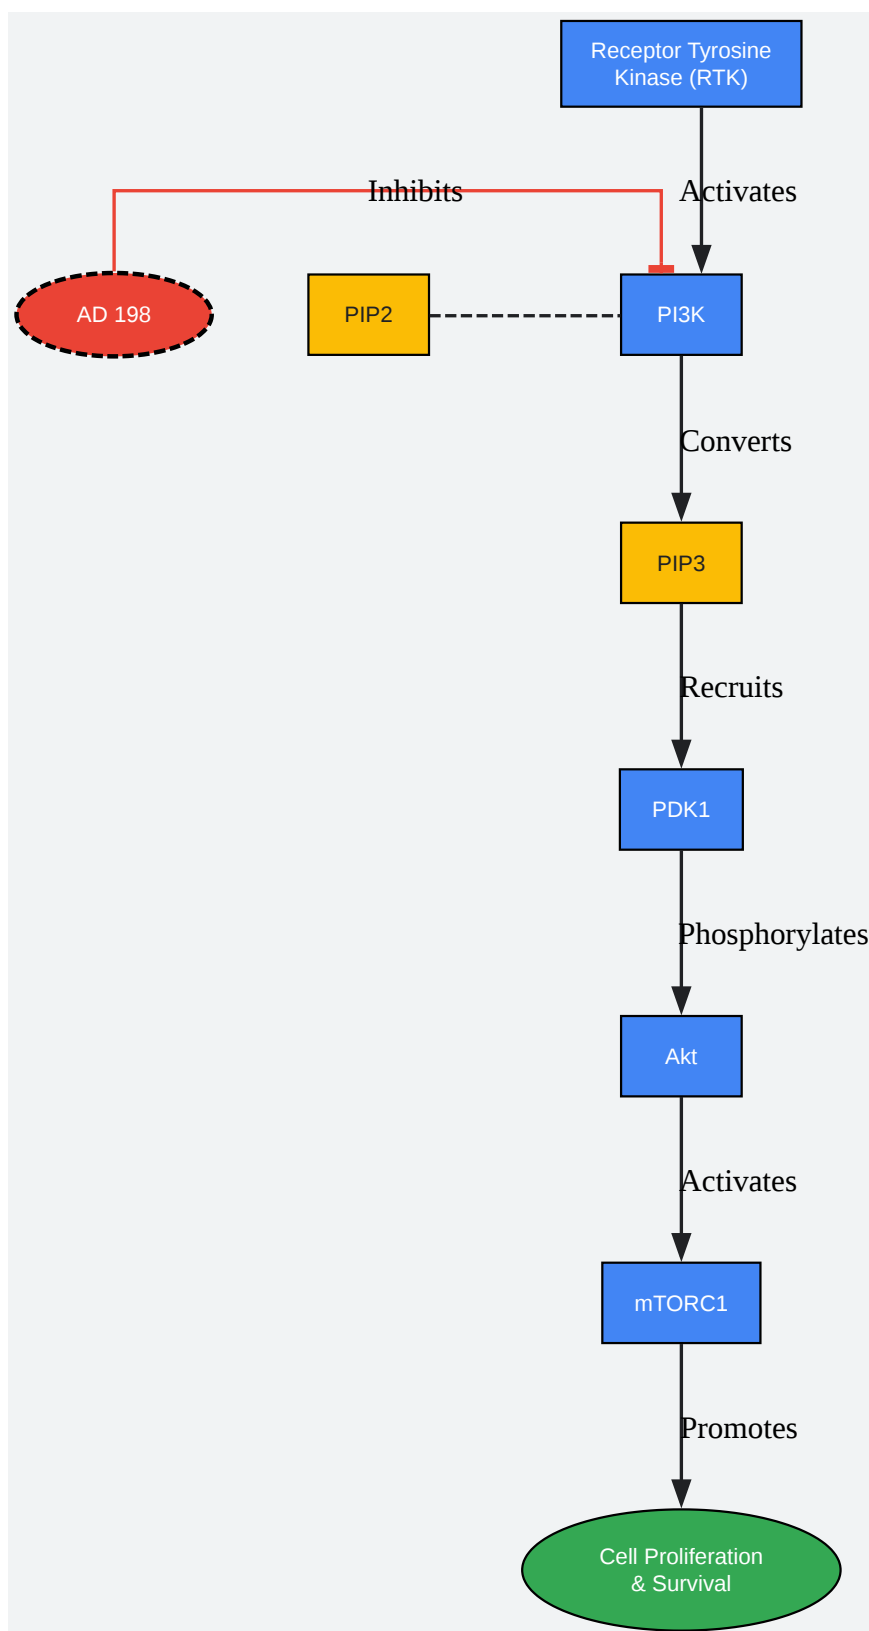 Receptor Tyrosine
Kinase (RTK)
Inhibits
Activates
AD 198
PIP2
PI3K
Converts
PIP3
Recruits
PDK1
Phosphorylates
Akt
Activates
mTORC1
Promotes
Cell Proliferation
& Survival